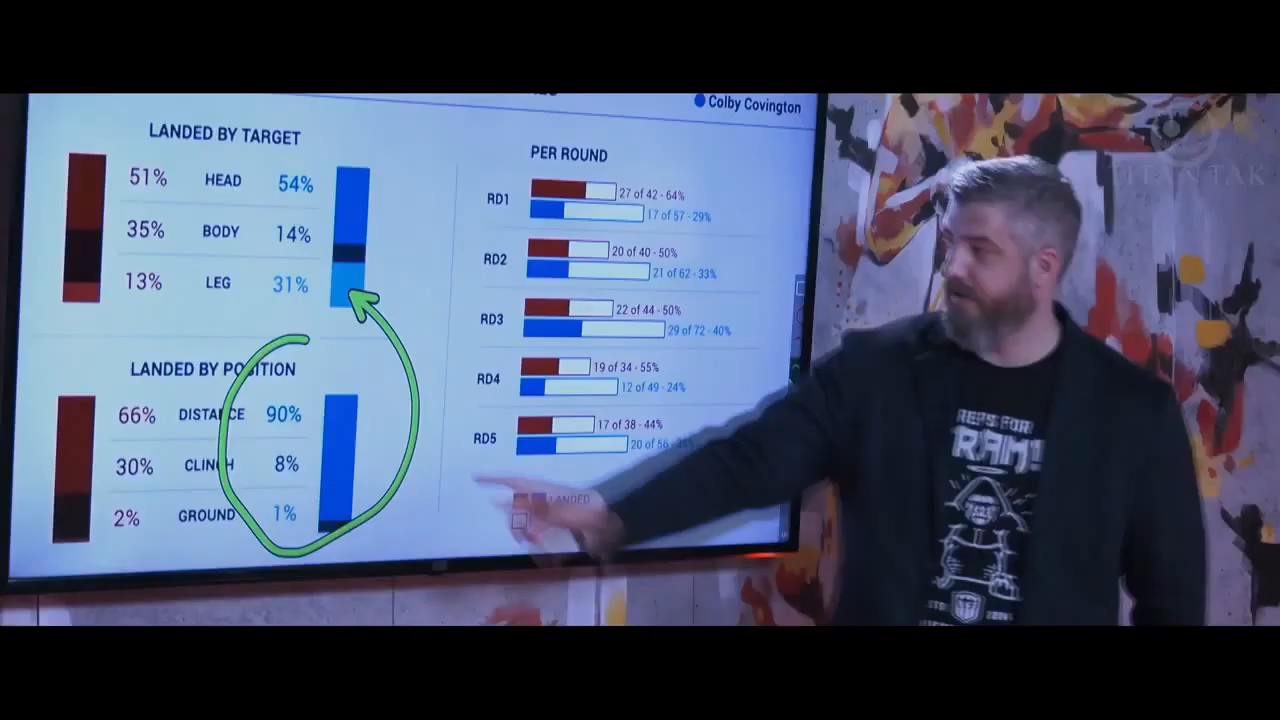 Colby Covington
LANDED BY TARGET
51% HEAD 54%
35% BODY 14%
13% LEG 31%
LANDED BY POSITION
66% DISTANCE 90%
30% CLINCH 8%
2% GROUND 1%
PER ROUND
RD1 27 of 42 - 64%
17 of 57 - 29%
RD2 20 of 40 - 50%
21 of 62 - 33%
RD3 22 of 44 - 50%
29 of 72 - 40%
RD4 19 of 34 - 55%
12 of 49 - 24%
RD5 17 of 38 - 44%
20 of 56
LANDED
REPS FOR
RAM!